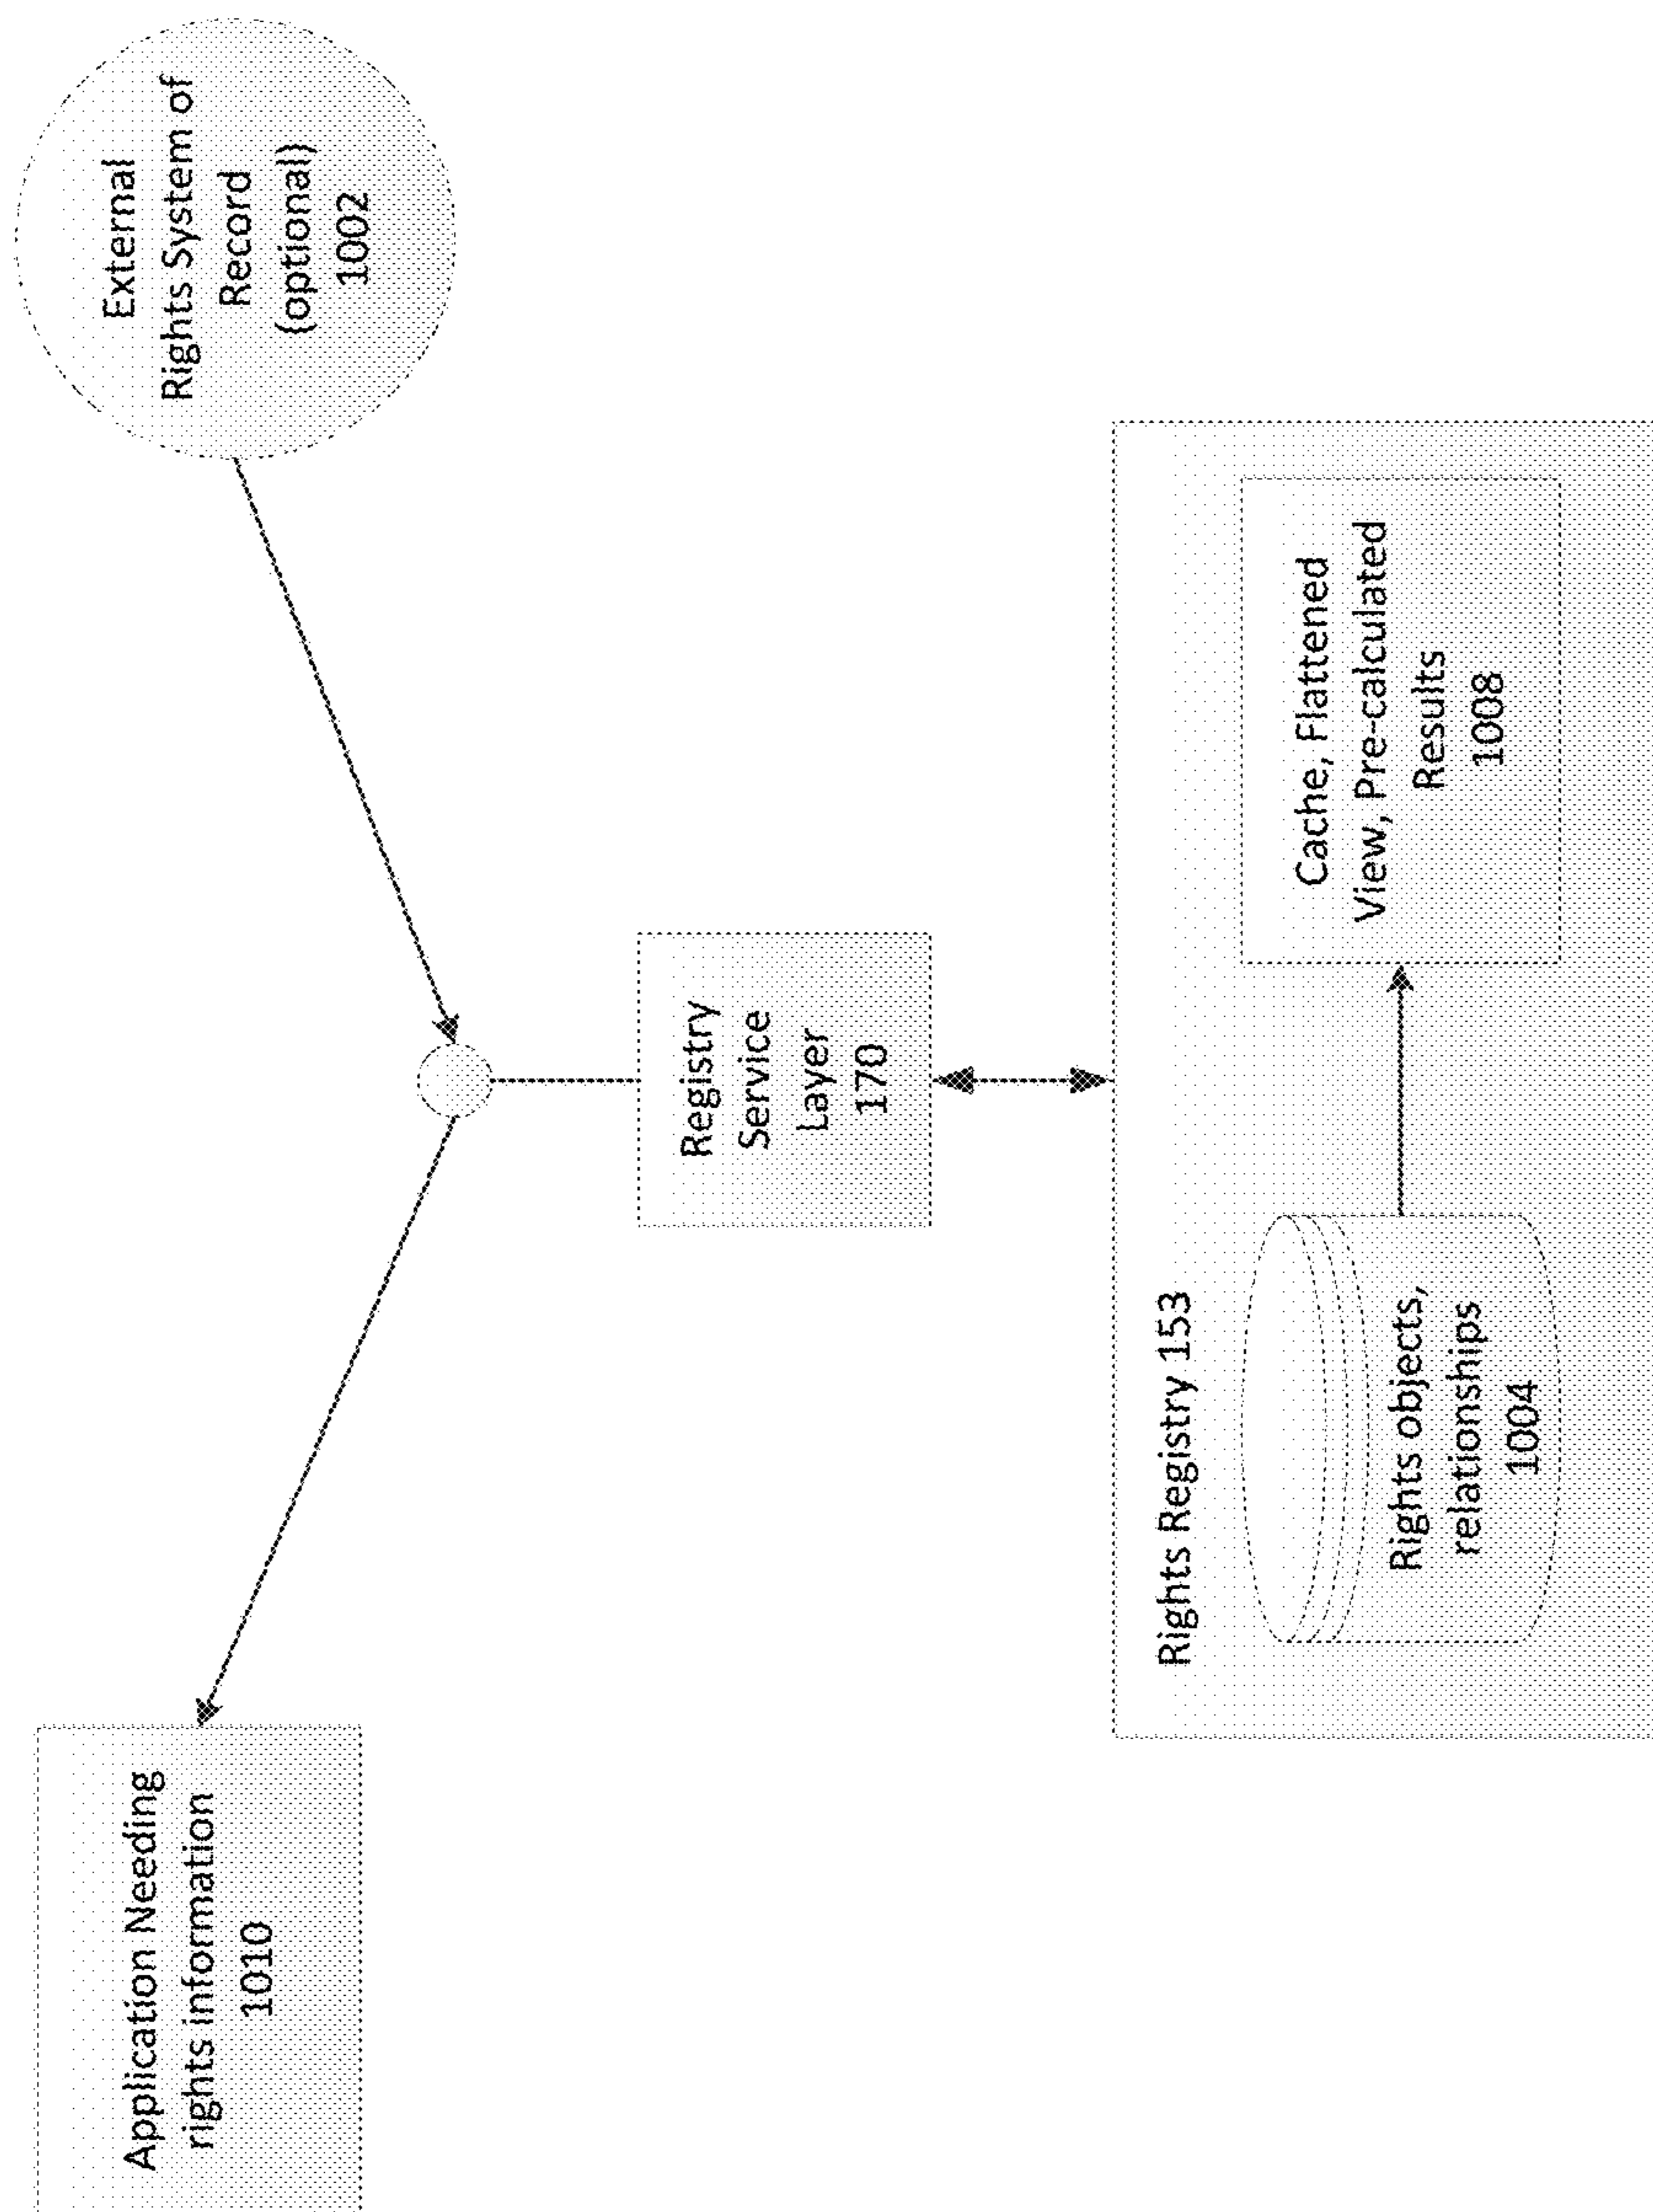 Application Needing
rights information
1010
External
Rights System of
Record
(optional)
1002
Registry
Service
Layer
170
Rights Registry 153
Rights objects,
relationships
1004
Cache, Flattened
View, Pre-calculated
Results
1008